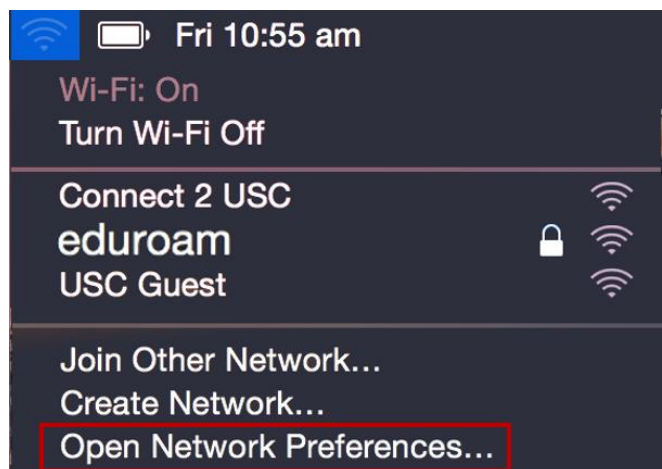 Fri 10:55 am
Wi-Fi: On
Turn Wi-Fi Off
Connect 2 USC
eduroam
USC Guest
Join Other Network...
Create Network...
Open Network Preferences...